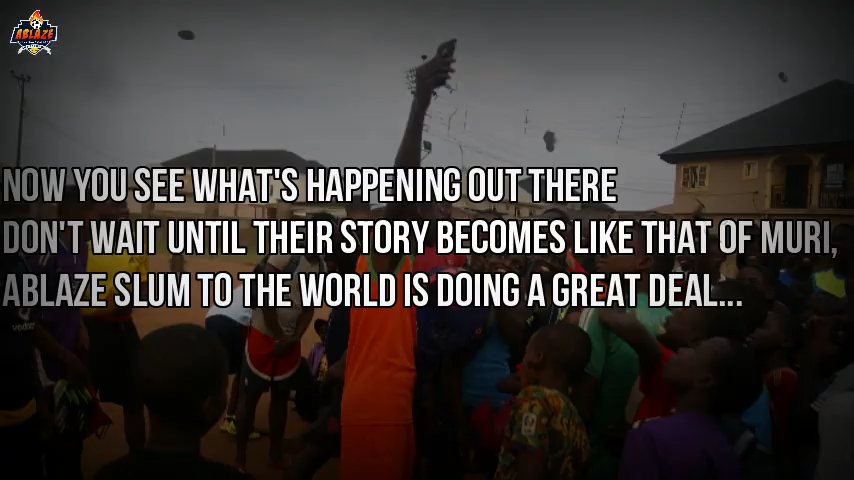 ABLAZE
NOW YOU SEE WHAT'S HAPPENING OUT THERE
DON'T WAIT UNTIL THEIR STORY BECOMES LIKE THAT OF MURI,
ABLAZE SLUM TO THE WORLD IS DOING A GREAT DEAL...